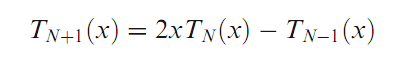 T_{N+1}(x) = 2xT_N(x) − T_{N−1}(x)